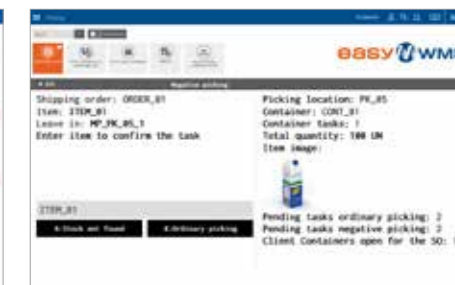 easy WMS
Negative picking
Shipping order: ORDER_01
Item: ITEM_01
Leave in: MP_PK_05_1
Enter item to confirm the task
ITEM_01
Stock not found
Ordinary picking
Picking location: PK_05
Container: CONT_01
Container tasks: 1
Total quantity: 100 UN
Item image:
Pending tasks ordinary picking: 2
Pending tasks negative picking: 2
Client Containers open for the SO: